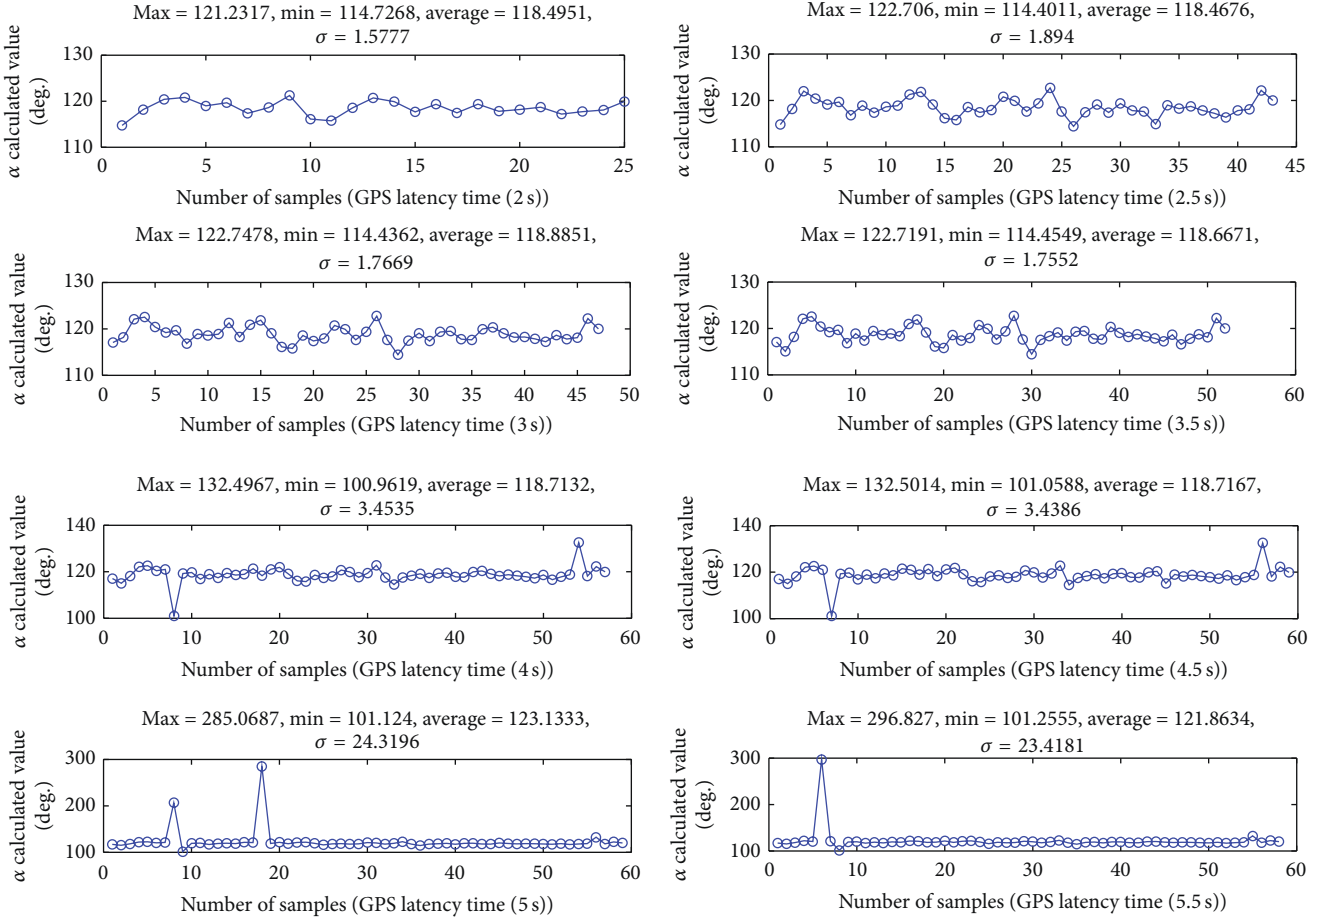 Max = 121.2317, min = 114.7268, average = 118.4951,
σ = 1.5777
α calculated value
(deg.)
130
120
110
0 5 10 15 20 25
Number of samples (GPS latency time (2 s))
Max = 122.706, min = 114.4011, average = 118.4676,
σ = 1.894
α calculated value
(deg.)
130
120
110
0 5 10 15 20 25 30 35 40 45
Number of samples (GPS latency time (2.5 s))
Max = 122.7478, min = 114.4362, average = 118.8851,
σ = 1.7669
α calculated value
(deg.)
130
120
110
0 5 10 15 20 25 30 35 40 45 50
Number of samples (GPS latency time (3 s))
Max = 122.7191, min = 114.4549, average = 118.6671,
σ = 1.7552
α calculated value
(deg.)
130
120
110
0 10 20 30 40 50 60
Number of samples (GPS latency time (3.5 s))
Max = 132.4967, min = 100.9619, average = 118.7132,
σ = 3.4535
α calculated value
(deg.)
140
120
100
0 10 20 30 40 50 60
Number of samples (GPS latency time (4 s))
Max = 132.5014, min = 101.0588, average = 118.7167,
σ = 3.4386
α calculated value
(deg.)
140
120
100
0 10 20 30 40 50 60
Number of samples (GPS latency time (4.5 s))
Max = 285.0687, min = 101.124, average = 123.1333,
σ = 24.3196
α calculated value
(deg.)
300
200
100
0 10 20 30 40 50 60
Number of samples (GPS latency time (5 s))
Max = 296.827, min = 101.2555, average = 121.8634,
σ = 23.4181
α calculated value
(deg.)
300
200
100
0 10 20 30 40 50 60
Number of samples (GPS latency time (5.5 s))